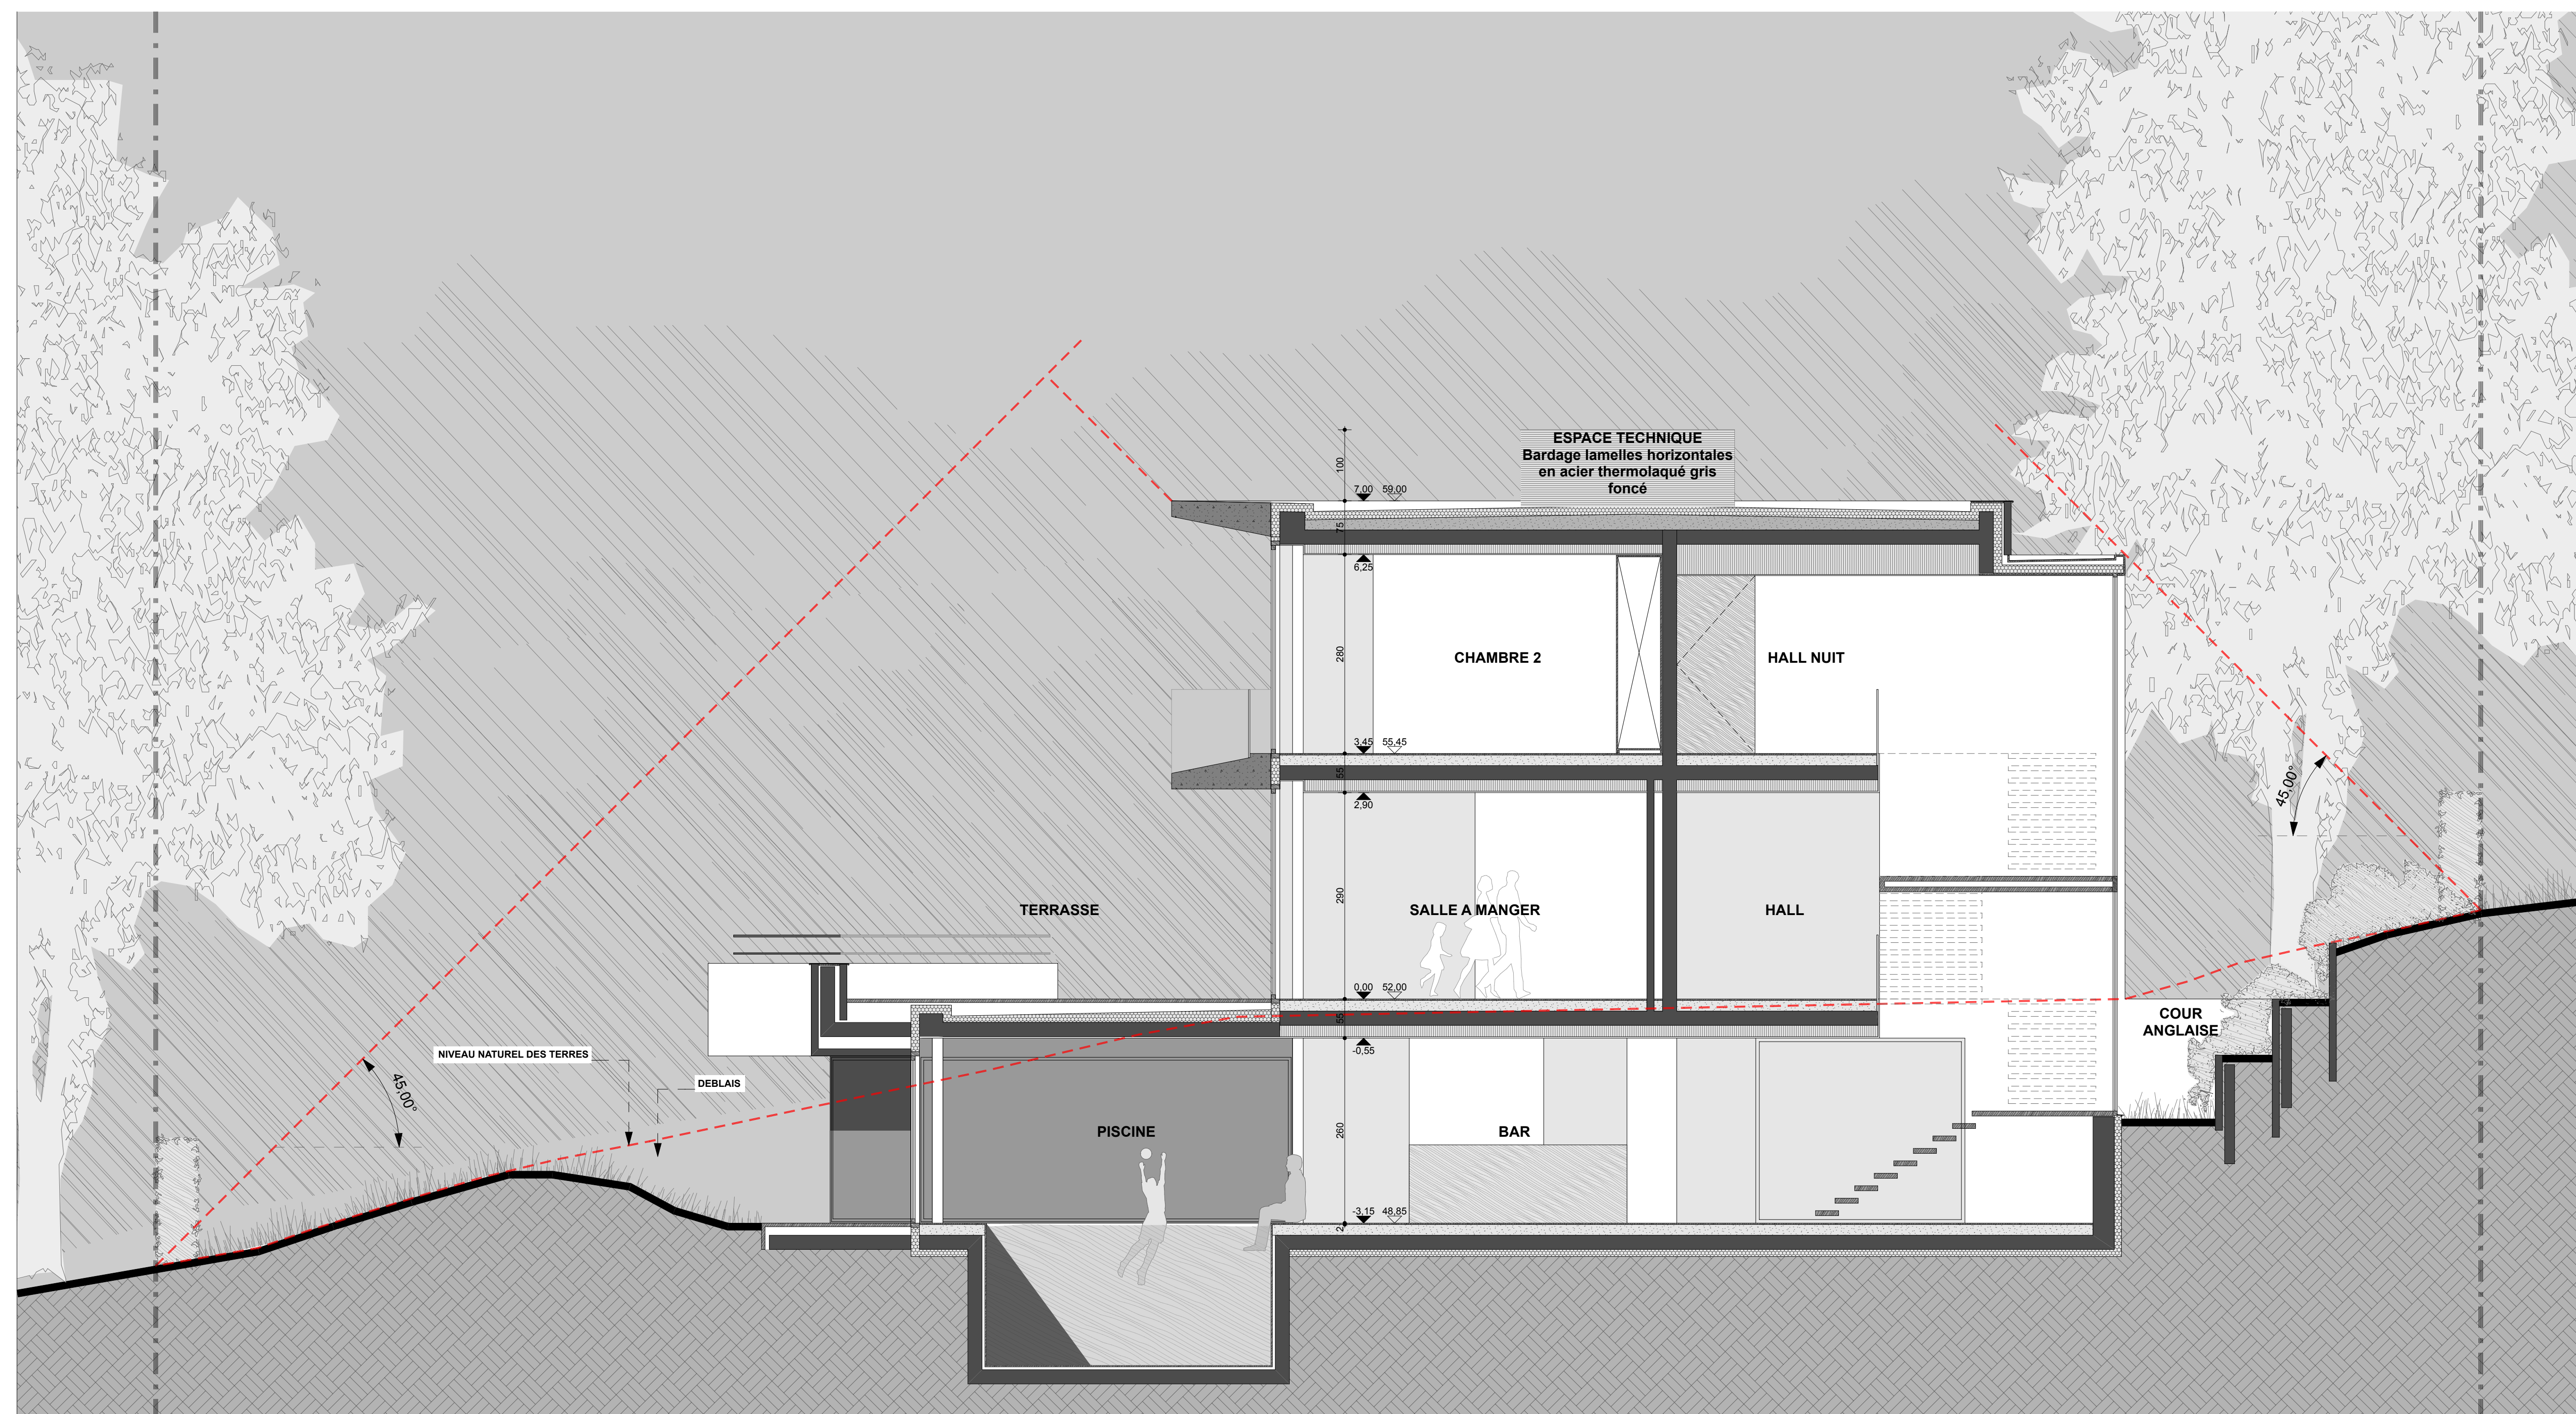 ESPACE TECHNIQUE
Bardage lamelles horizontales
en acier thermolaqué gris
foncé
100
7,00 59,00
75
6,25
280
CHAMBRE 2
HALL NUIT
3,45 55,45
55
2,90
45,00°
290
TERRASSE
SALLE A MANGER
HALL
0,00 52,00
55
COUR
ANGLAISE
-0,55
NIVEAU NATUREL DES TERRES
DEBLAIS
45,00°
260
PISCINE
BAR
-3,15 48,85
2